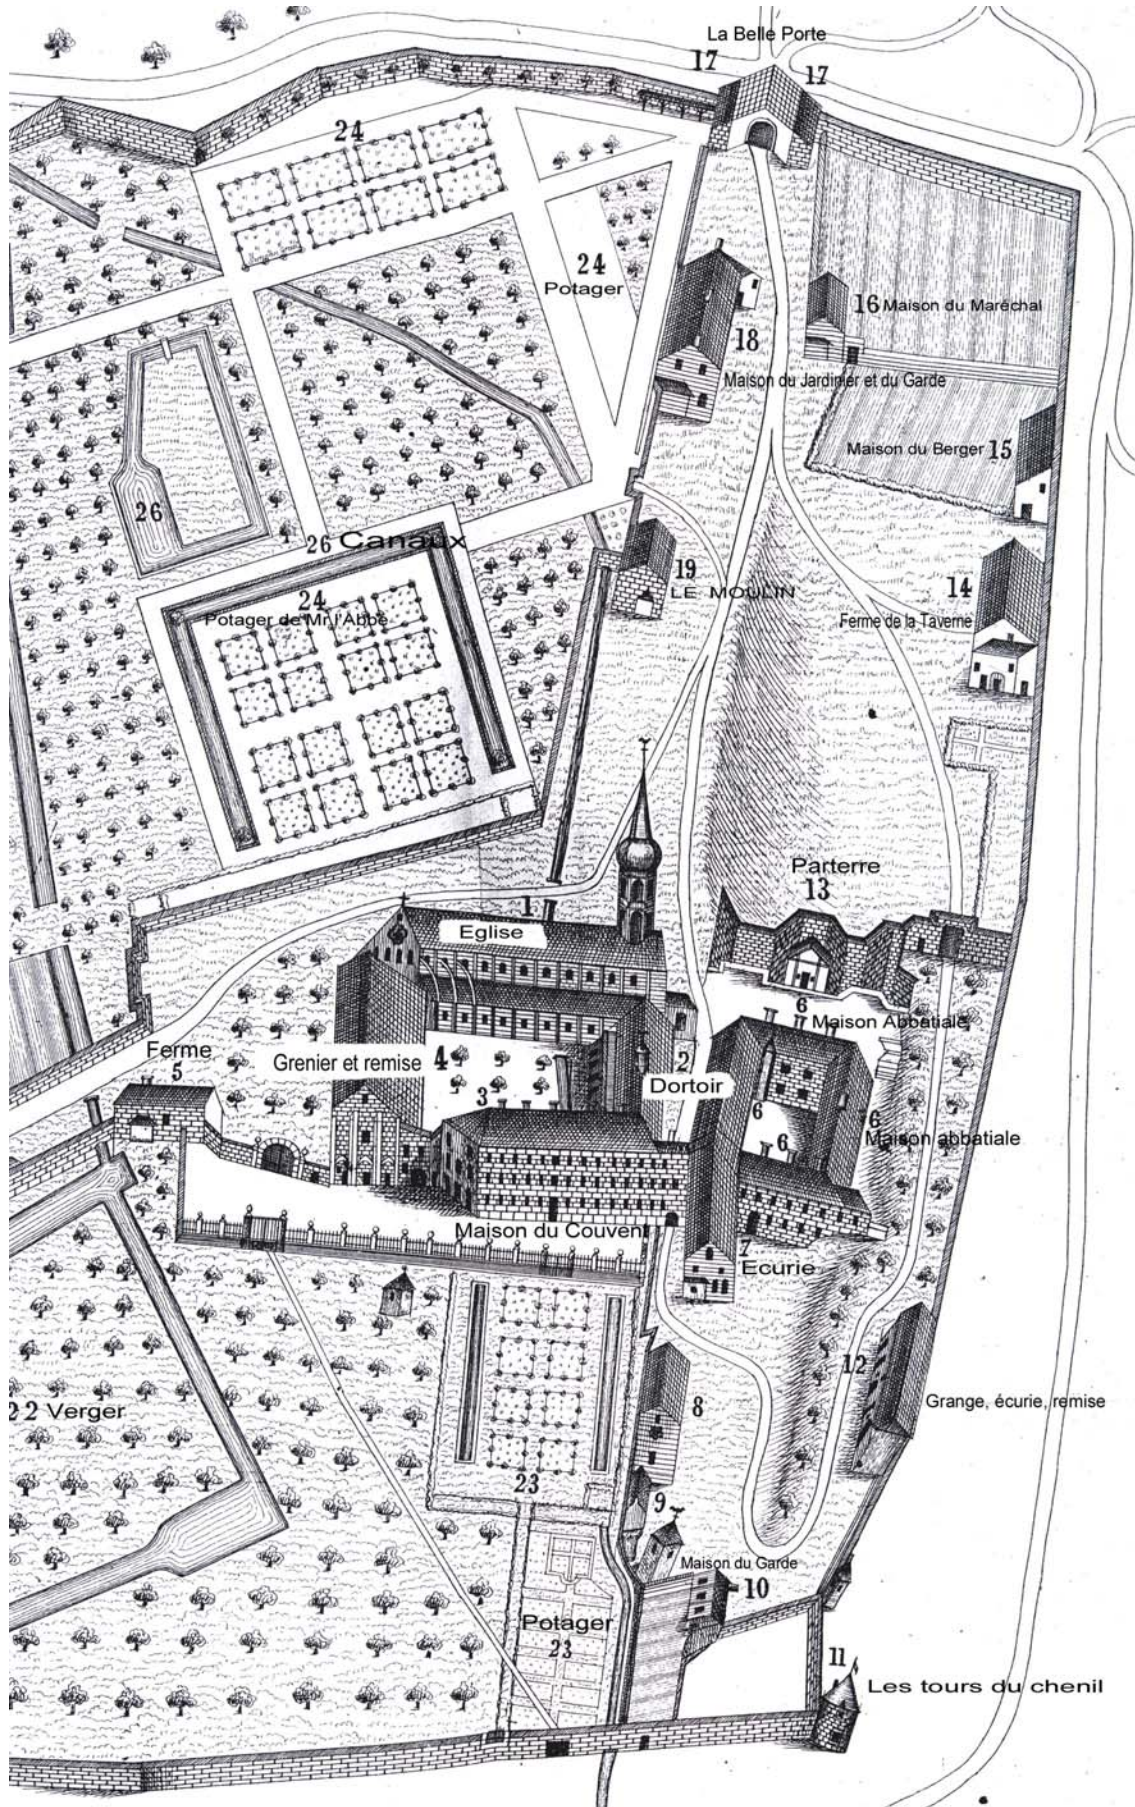 La Belle Porte
17 17
24
24
Potager
16 Maison du Maréchal
18
Maison du Jardinier et du Garde
Maison du Berger 15
26
26 Canaux
24
Potager de Mr l'Abbé
19
LE MOULIN
14
Ferme de la Taverne
Parterre
13
1
Eglise
6
Maison Abbatiale
Ferme
5
Grenier et remise 4
3
2
Dortoir
6
6
6
Maison abbatiale
Maison du Couvent
7
Ecurie
12
Grange, écurie, remise
22 Verger
8
23
9
Maison du Garde
10
Potager
23
11
Les tours du chenil